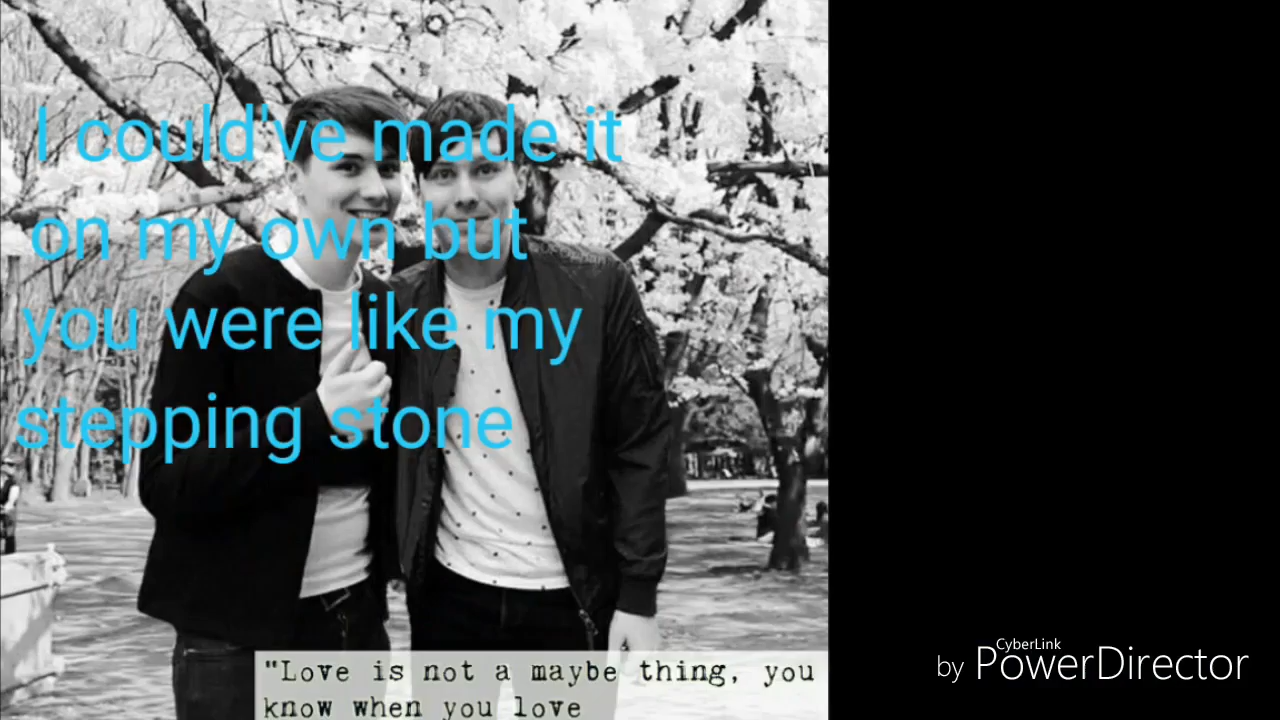 I could've made it
on my own but
you were like my
stepping stone
"Love is not a maybe thing, you
know when you love
CyberLink
by PowerDirector